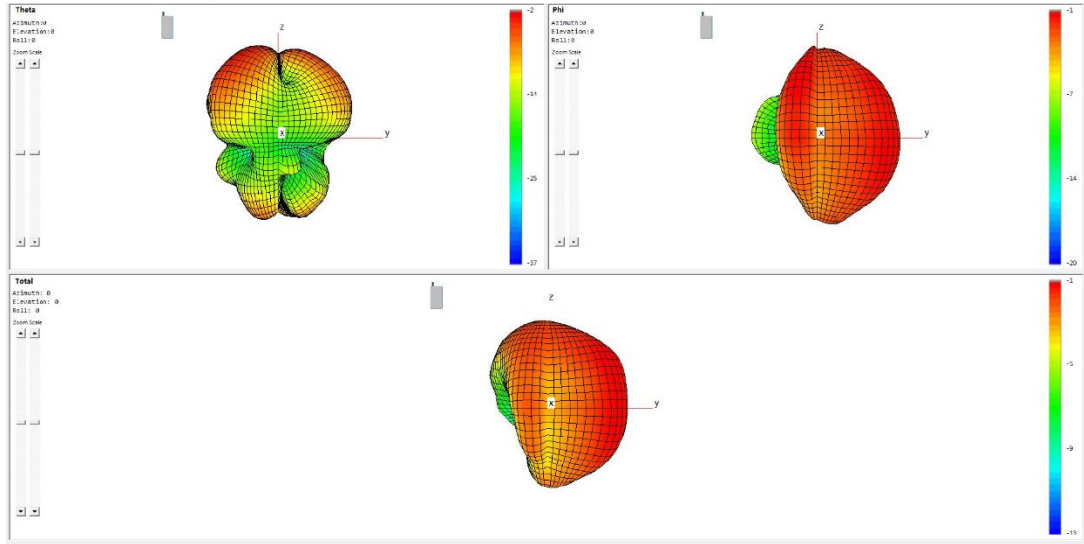 Theta
Azimuth:0
Elevation:0
Roll:0
Zoom Scale
z
x
y
-2
-25
-37
Phi
Azimuth:0
Elevation:0
Roll:0
Zoom Scale
z
x
y
-1
-7
-14
-20
Total
Azimuth: 0
Elevation: 0
Roll: 0
Zoom Scale
z
x
y
-1
-5
-9